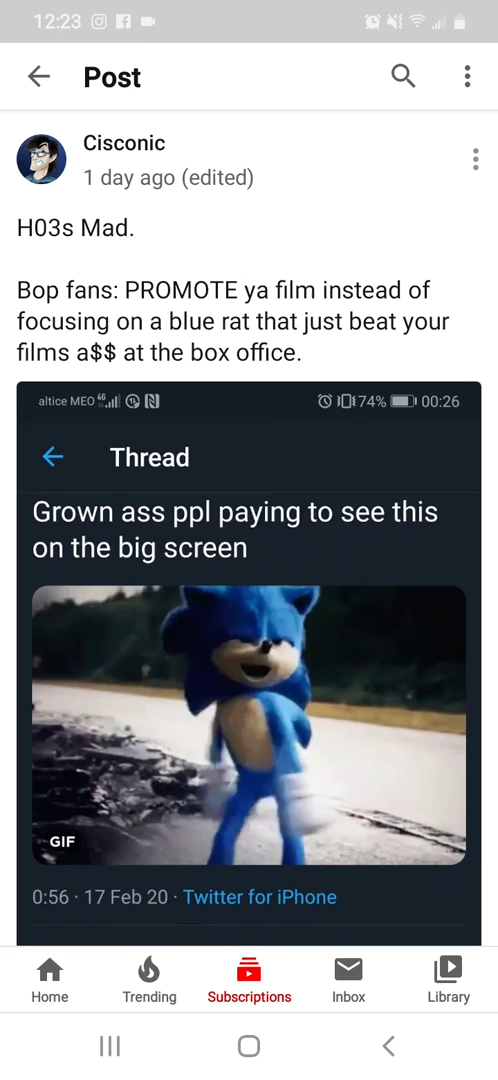 12:23
Post
Cisconic
1 day ago (edited)
H03s Mad.
Bop fans: PROMOTE ya film instead of
focusing on a blue rat that just beat your
films a$$ at the box office.
altice MEO 4G 74% 00:26
Thread
Grown ass ppl paying to see this
on the big screen
GIF
0:56 · 17 Feb 20 · Twitter for iPhone
Home Trending Subscriptions Inbox Library